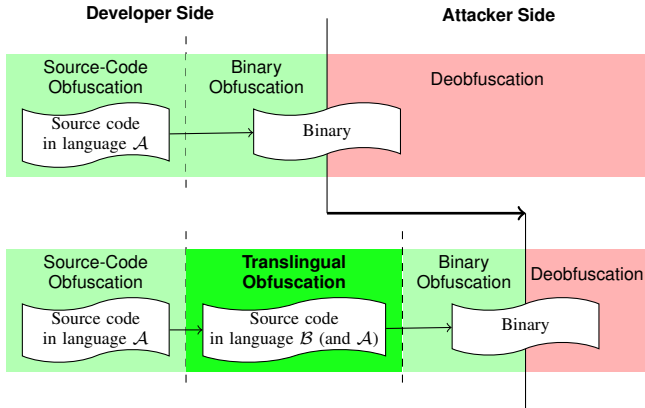 Developer Side
Attacker Side
Source-Code
Obfuscation
Binary
Obfuscation
Deobfuscation
Source code
in language 𝒜
Binary
Source-Code
Obfuscation
Translingual
Obfuscation
Binary
Obfuscation
Deobfuscation
Source code
in language 𝒜
Source code
in language ℬ (and 𝒜)
Binary